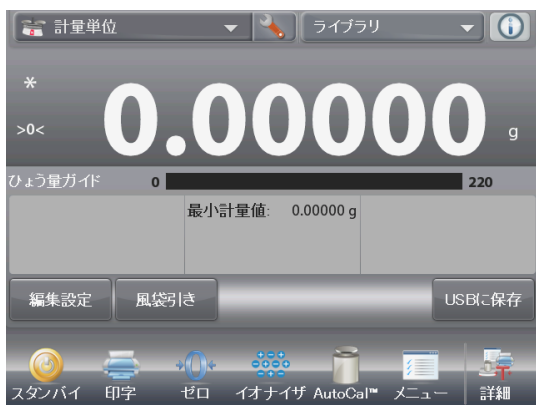 計量単位 ライブラリ
*
0.00000 g
>0<
ひょう量ガイド 0 220
最小計量値: 0.00000 g
編集設定 風袋引き USBに保存
スタンバイ 印字 ゼロ イオナイザ AutoCal™ メニュー 詳細